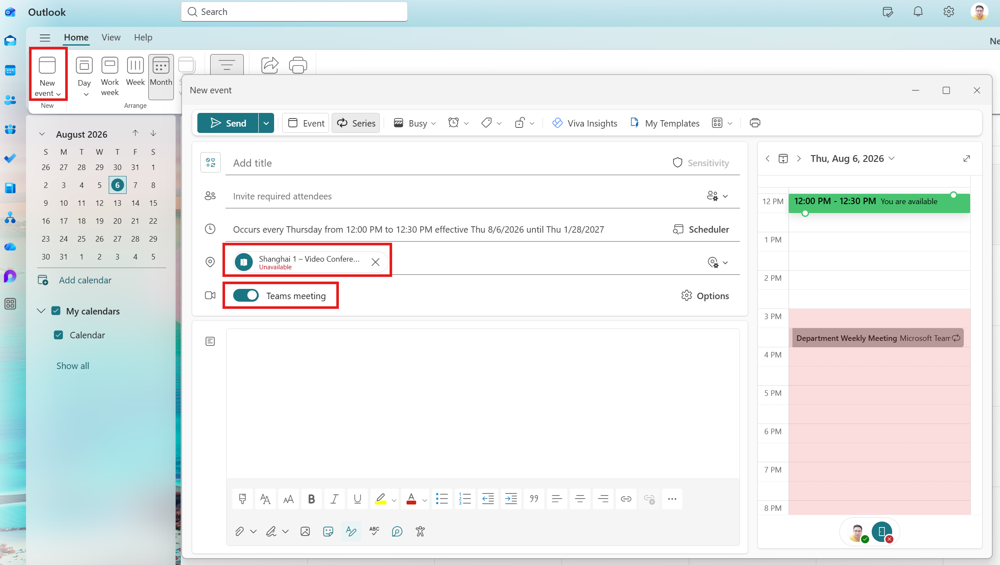 Outlook
Search
Home View Help
Ne
New event
Day
Work week
Week
Month
New
Arrange
New event
Send
Event
Series
Busy
Viva Insights
My Templates
August 2026
S M T W T F S
26 27 28 29 30 31 1
2 3 4 5 6 7 8
9 10 11 12 13 14 15
16 17 18 19 20 21 22
23 24 25 26 27 28 29
30 31 1 2 3 4 5
Add calendar
My calendars
Calendar
Show all
Add title
Sensitivity
Invite required attendees
Occurs every Thursday from 12:00 PM to 12:30 PM effective Thu 8/6/2026 until Thu 1/28/2027
Scheduler
Shanghai 1 – Video Confere...
Unavailable
Teams meeting
Options
Thu, Aug 6, 2026
12 PM
12:00 PM - 12:30 PM You are available
1 PM
2 PM
3 PM
Department Weekly Meeting Microsoft Team
4 PM
5 PM
6 PM
7 PM
8 PM
ABC